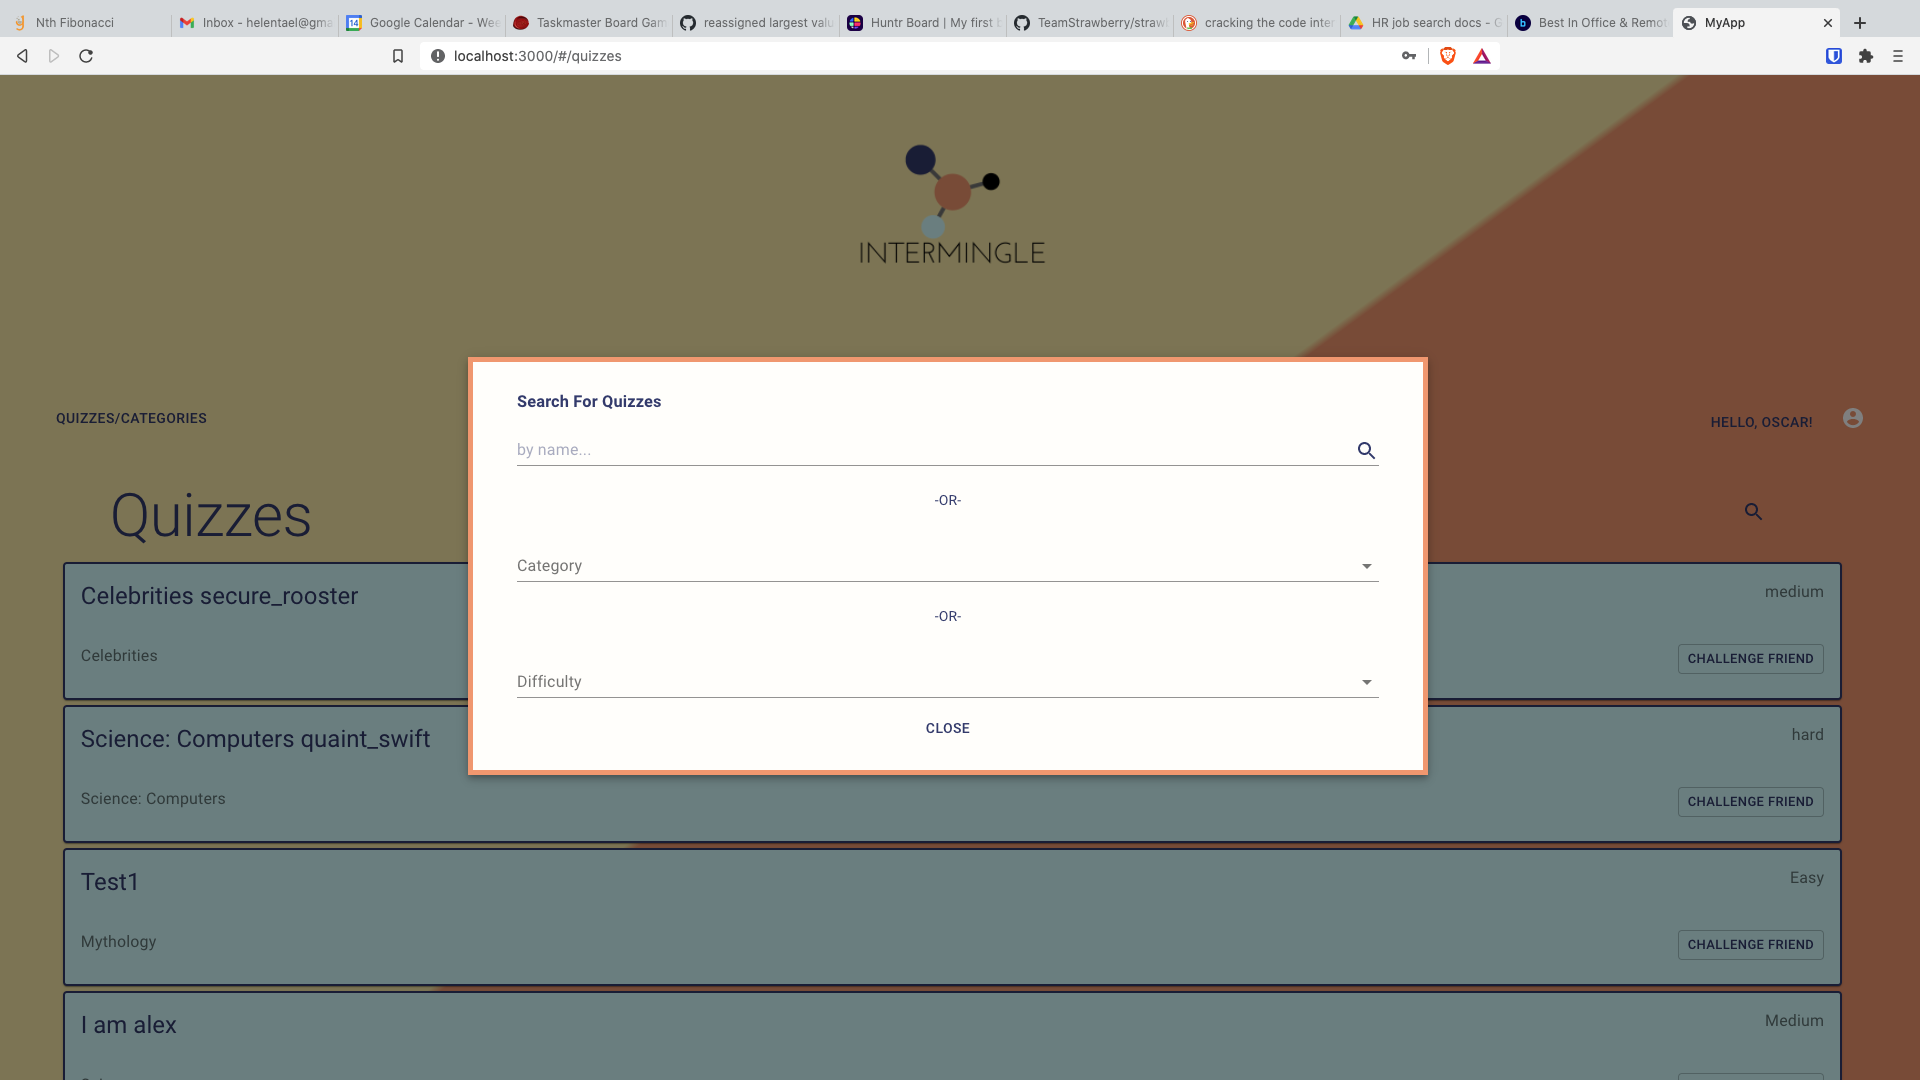 Nth Fibonacci
Inbox - helentael@gma
Google Calendar - Wee
Taskmaster Board Gam
reassigned largest valu
Huntr Board | My first b
TeamStrawberry/straw
cracking the code inter
HR job search docs - G
Best In Office & Remot
MyApp
localhost:3000/#/quizzes
INTERMINGLE
QUIZZES/CATEGORIES
HELLO, OSCAR!
Quizzes
Search For Quizzes
by name...
-OR-
Category
-OR-
Difficulty
CLOSE
Celebrities secure_rooster
medium
Celebrities
CHALLENGE FRIEND
Science: Computers quaint_swift
hard
Science: Computers
CHALLENGE FRIEND
Test1
Easy
Mythology
CHALLENGE FRIEND
I am alex
Medium